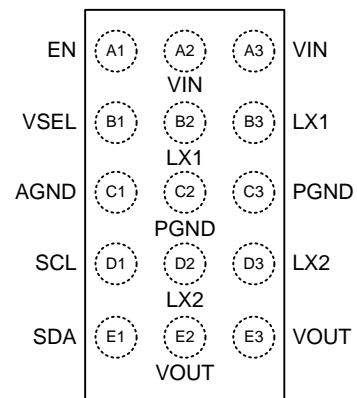 EN A1 A2 A3 VIN
VIN
VSEL B1 B2 B3 LX1
LX1
AGND C1 C2 C3 PGND
PGND
SCL D1 D2 D3 LX2
LX2
SDA E1 E2 E3 VOUT
VOUT